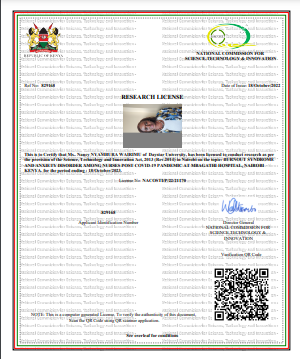 REPUBLIC OF KENYA
NATIONAL COMMISSION FOR
SCIENCE, TECHNOLOGY & INNOVATION
Ref No: 829468
Date of Issue: 18/October/2022
RESEARCH LICENSE
This is to Certify that Ms. Nancy NYAMBURA WAIRIMU of Daystar University, has been licensed to conduct research as per
the provision of the Science, Technology and Innovation Act, 2013 (Rev.2014) in Nairobi on the topic: BURNOUT SYNDROME
AND ANXIETY DISORDER AMONG NURSES POST COVID 19 PANDEMIC AT MBAGATHI HOSPITAL, NAIROBI
KENYA. for the period ending : 18/October/2023.
License No: NACOSTI/P/22/21170
829468
Applicant Identification Number
Director General
NATIONAL COMMISSION FOR
SCIENCE, TECHNOLOGY &
INNOVATION
Verification QR Code
NOTE: This is a computer generated License. To verify the authenticity of this document,
Scan the QR Code using QR scanner application.
See overleaf for conditions